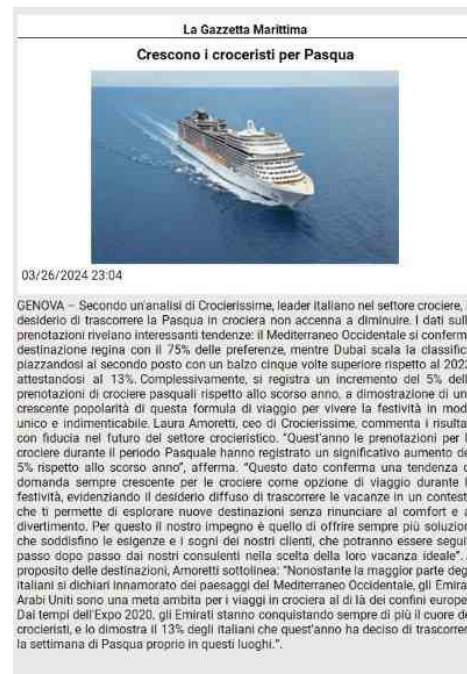 La Gazzetta Marittima
Crescono i croceristi per Pasqua
03/26/2024 23:04
GENOVA – Secondo un'analisi di Crocierissime, leader italiano nel settore crociere,
desiderio di trascorrere la Pasqua in crociera non accenna a diminuire. I dati sull
prenotazioni rivelano interessanti tendenze: il Mediterraneo Occidentale si conferm
destinazione regina con il 75% delle preferenze, mentre Dubai scala la classific
piazzandosi al secondo posto con un balzo cinque volte superiore rispetto al 202
attestandosi al 13%. Complessivamente, si registra un incremento del 5% dell
prenotazioni di crociere pasquali rispetto allo scorso anno, a dimostrazione di un
crescente popolarità di questa formula di viaggio per vivere la festività in mod
unico e indimenticabile. Laura Amoretti, ceo di Crocierissime, commenta i risulta
con fiducia nel futuro del settore crocieristico. "Quest'anno le prenotazioni per l
crociere durante il periodo Pasquale hanno registrato un significativo aumento de
5% rispetto allo scorso anno", afferma. "Questo dato conferma una tendenza d
domanda sempre crescente per le crociere come opzione di viaggio durante l
festività, evidenziando il desiderio diffuso di trascorrere le vacanze in un contest
che ti permette di esplorare nuove destinazioni senza rinunciare al comfort e a
divertimento. Per questo il nostro impegno è quello di offrire sempre più soluzion
che soddisfino le esigenze e i sogni dei nostri clienti, che potranno essere segui
passo dopo passo dai nostri consulenti nella scelta della loro vacanza ideale".
proposito delle destinazioni, Amoretti sottolinea: "Nonostante la maggior parte deg
italiani si dichiari innamorato dei paesaggi del Mediterraneo Occidentale, gli Emira
Arabi Uniti sono una meta ambita per i viaggi in crociera al di là dei confini europe
Dai tempi dell'Expo 2020, gli Emirati stanno conquistando sempre di più il cuore de
crocieristi, e lo dimostra il 13% degli italiani che quest'anno ha deciso di trascorrer
la settimana di Pasqua proprio in questi luoghi.".